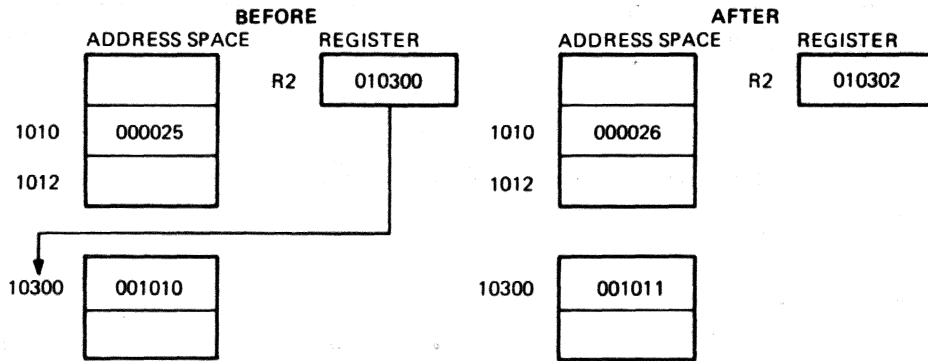 BEFORE AFTER
ADDRESS SPACE REGISTER ADDRESS SPACE REGISTER
R2 010300 R2 010302
1010 000025 1010 000026
1012 1012
10300 001010 10300 001011